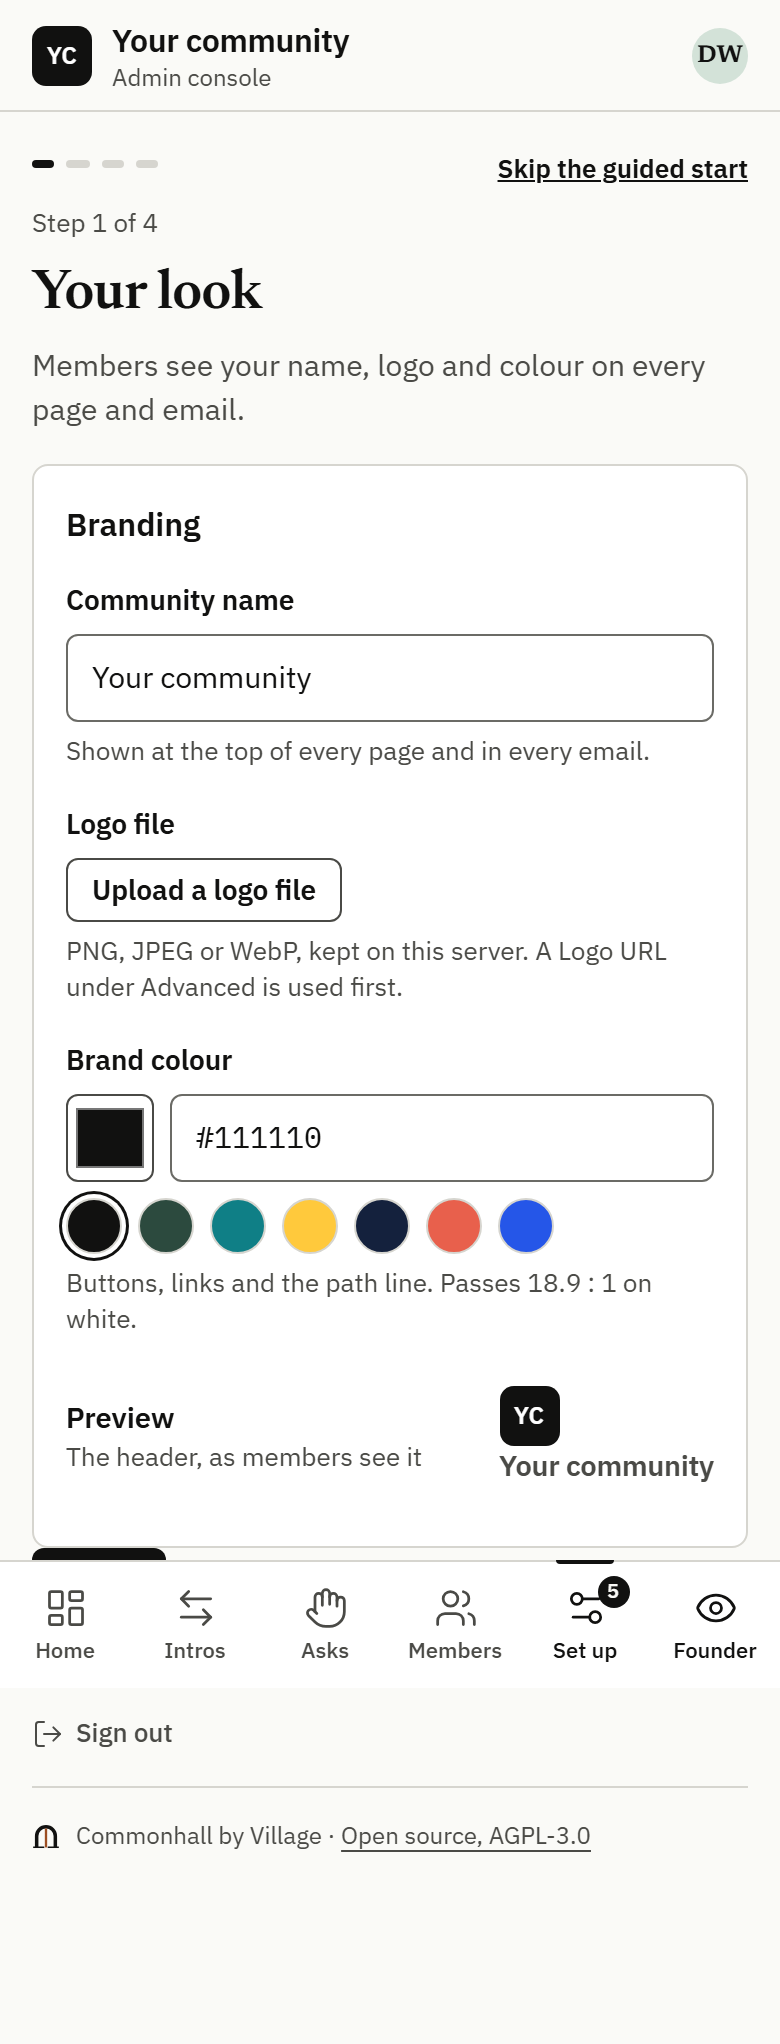 YC
Your community
Admin console
DW
Skip the guided start
Step 1 of 4
Your look
Members see your name, logo and colour on every
page and email.
Branding
Community name
Your community
Shown at the top of every page and in every email.
Logo file
Upload a logo file
PNG, JPEG or WebP, kept on this server. A Logo URL
under Advanced is used first.
Brand colour
#111110
Buttons, links and the path line. Passes 18.9 : 1 on
white.
Preview
The header, as members see it
YC
Your community
Home
Intros
Asks
Members
5
Set up
Founder
Sign out
Commonhall by Village · Open source, AGPL-3.0